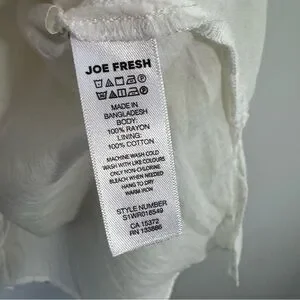 JOE FRESH
MADE IN
BANGLADESH
BODY:
100% RAYON
LINING:
100% COTTON
MACHINE WASH COLD
WASH WITH LIKE COLOURS
ONLY NON-CHLORINE
BLEACH WHEN NEEDED
HANG TO DRY
WARM IRON
STYLE NUMBER
S1WR018549
CA 15372
RN 133886